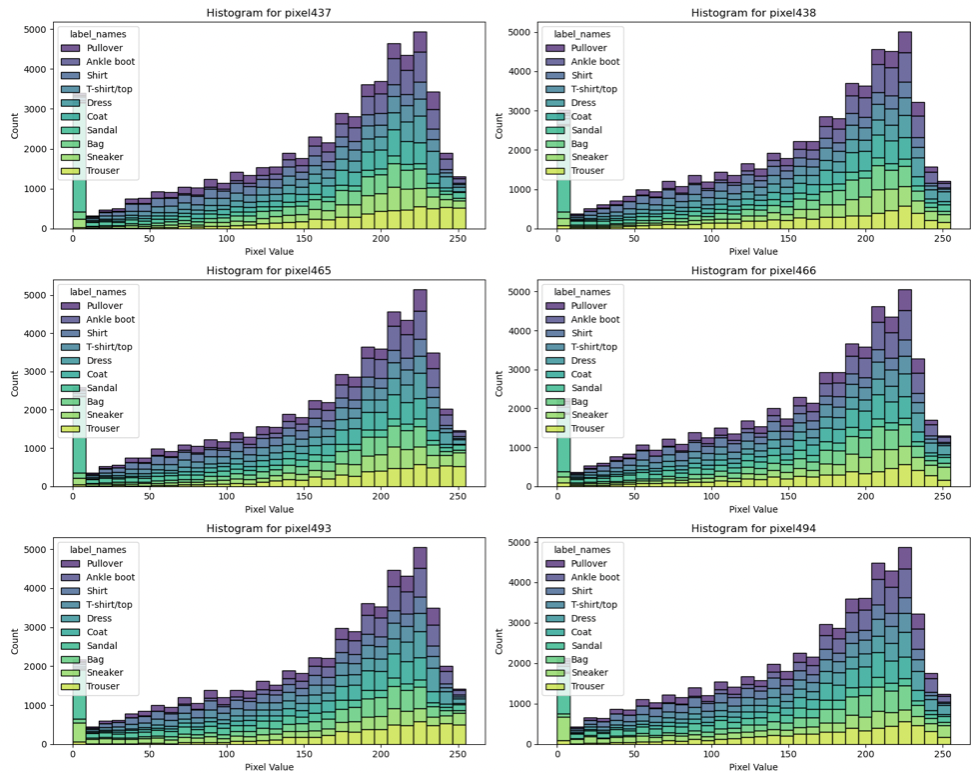 Histogram for pixel437
label_names
Pullover
Ankle boot
Shirt
T-shirt/top
Dress
Coat
Sandal
Bag
Sneaker
Trouser
Count
5000
4000
3000
2000
1000
0
0 50 100 150 200 250
Pixel Value
Histogram for pixel438
label_names
Pullover
Ankle boot
Shirt
T-shirt/top
Dress
Coat
Sandal
Bag
Sneaker
Trouser
Count
5000
4000
3000
2000
1000
0
0 50 100 150 200 250
Pixel Value
Histogram for pixel465
label_names
Pullover
Ankle boot
Shirt
T-shirt/top
Dress
Coat
Sandal
Bag
Sneaker
Trouser
Count
5000
4000
3000
2000
1000
0
0 50 100 150 200 250
Pixel Value
Histogram for pixel466
label_names
Pullover
Ankle boot
Shirt
T-shirt/top
Dress
Coat
Sandal
Bag
Sneaker
Trouser
Count
5000
4000
3000
2000
1000
0
0 50 100 150 200 250
Pixel Value
Histogram for pixel493
label_names
Pullover
Ankle boot
Shirt
T-shirt/top
Dress
Coat
Sandal
Bag
Sneaker
Trouser
Count
5000
4000
3000
2000
1000
0
0 50 100 150 200 250
Pixel Value
Histogram for pixel494
label_names
Pullover
Ankle boot
Shirt
T-shirt/top
Dress
Coat
Sandal
Bag
Sneaker
Trouser
Count
5000
4000
3000
2000
1000
0
0 50 100 150 200 250
Pixel Value